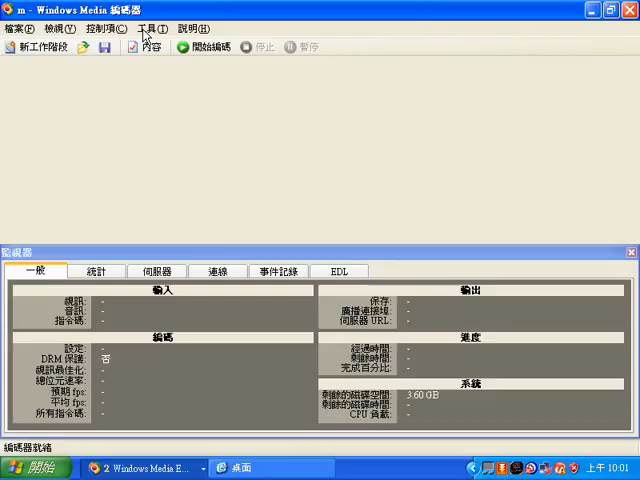 m - Windows Media 編碼器
檔案(F) 檢視(V) 控制項(C) 工具(T) 說明(H)
新工作階段 內容 開始編碼 停止 暫停
監視器
一般 統計 伺服器 連線 事件記錄 EDL
輸入
視訊: -
音訊: -
指令碼: -
編碼
設定: -
DRM 保護: 否
視訊最佳化: -
總位元速率: -
預期 fps: -
平均 fps: -
所有指令碼: -
輸出
保存: -
廣播連接埠: -
伺服器 URL: -
進度
經過時間: -
剩餘時間: -
完成百分比: -
系統
剩餘的磁碟空間: 3.60 GB
剩餘的磁碟時間: -
CPU 負載: -
編碼器就緒
開始 2 Windows Media E... 桌面 上午 10:01